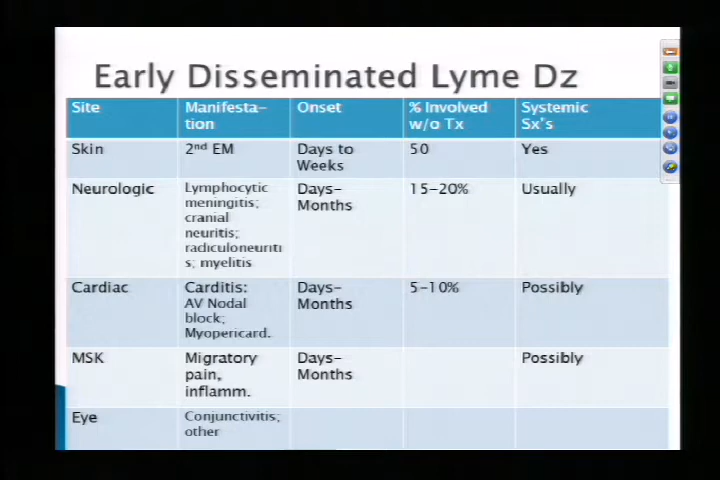 Early Disseminated Lyme Dz
Site Manifesta- Onset % Involved Systemic
tion w/o Tx Sx's
Skin 2nd EM Days to 50 Yes
Weeks
Neurologic Lymphocytic Days- 15-20% Usually
meningitis; Months
cranial
neuritis;
radiculoneuriti
s; myelitis
Cardiac Carditis: Days- 5-10% Possibly
AV Nodal Months
block;
Myopericard.
MSK Migratory Days- Possibly
pain, Months
inflamm.
Eye Conjunctivitis;
other